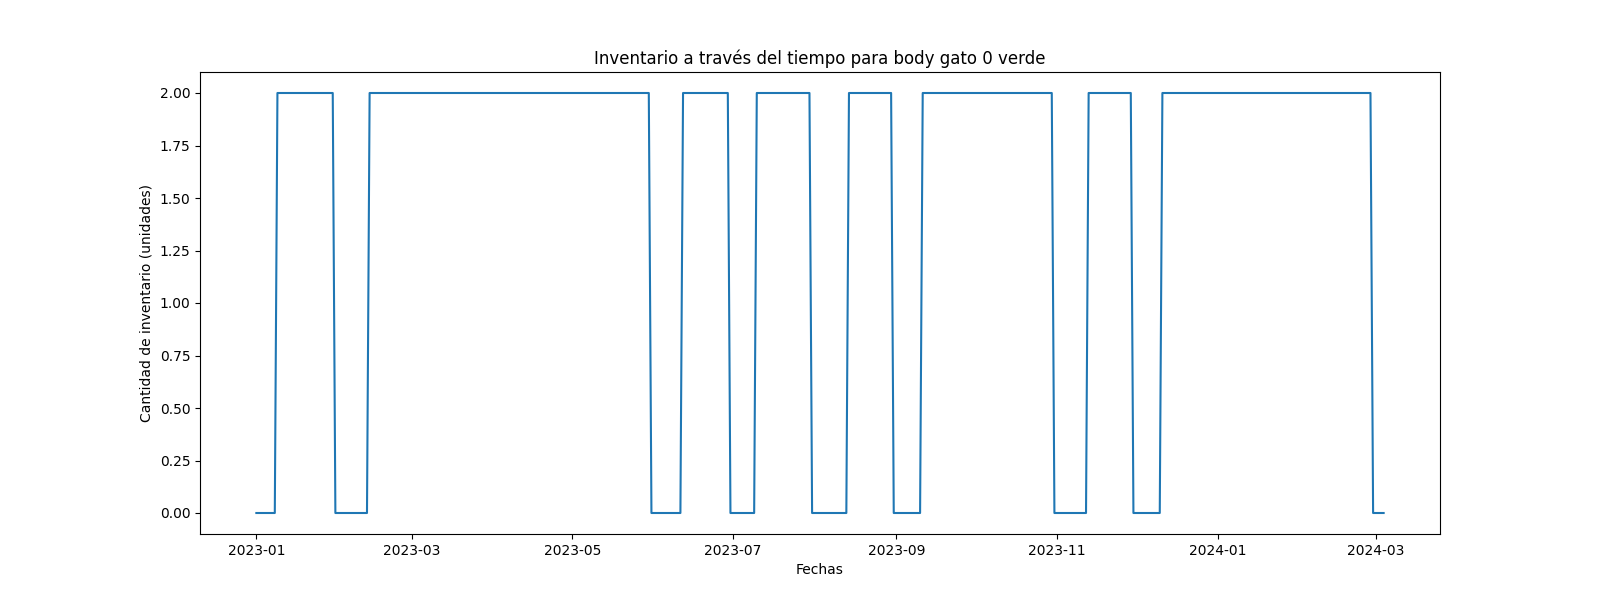 Inventario a través del tiempo para body gato 0 verde
Cantidad de inventario (unidades)
2.00
1.75
1.50
1.25
1.00
0.75
0.50
0.25
0.00
2023-01 2023-03 2023-05 2023-07 2023-09 2023-11 2024-01 2024-03
Fechas